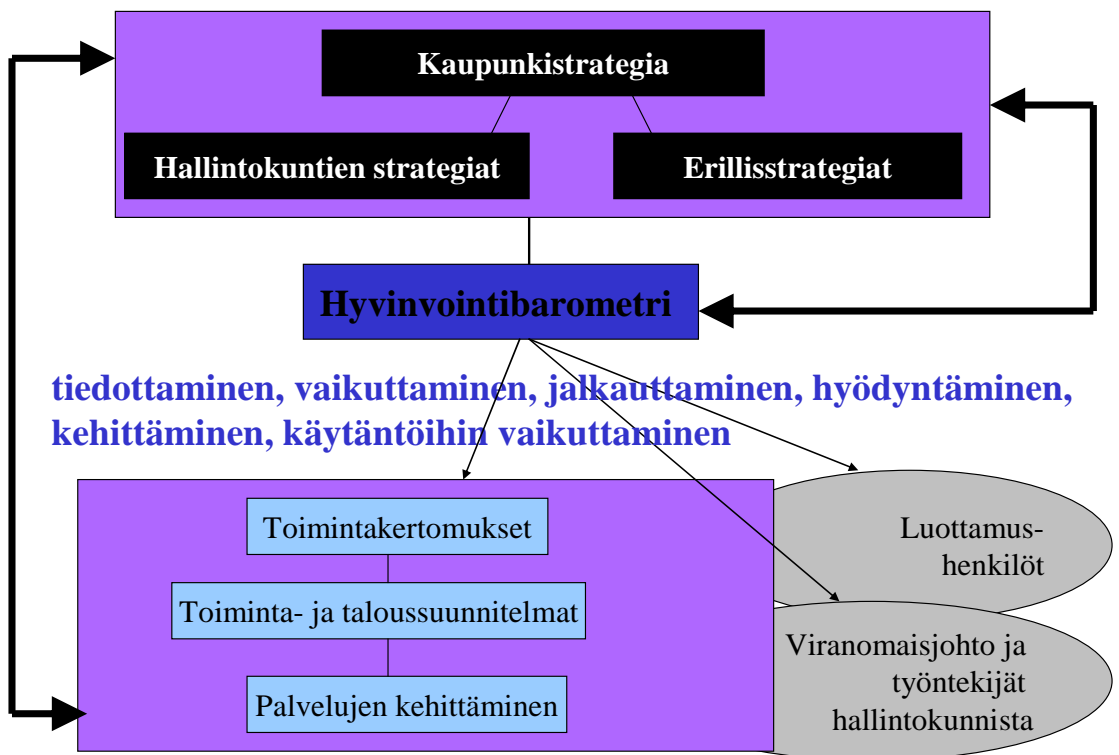 Kaupunkistrategia
Hallintokuntien strategiat
Erillisstrategiat
Hyvinvointibarometri
tiedottaminen, vaikuttaminen, jalkauttaminen, hyödyntäminen,
kehittäminen, käytäntöihin vaikuttaminen
Toimintakertomukset
Toiminta- ja taloussuunnitelmat
Palvelujen kehittäminen
Luottamus-
henkilöt
Viranomaisjohto ja
työntekijät
hallintokunnista